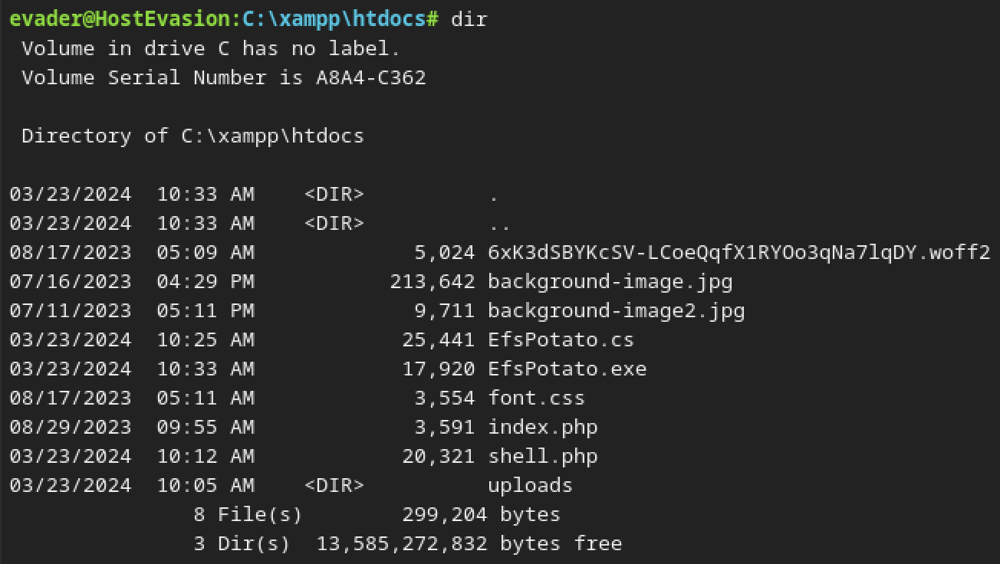 evader@HostEvasion:C:\xampp\htdocs# dir
 Volume in drive C has no label.
 Volume Serial Number is A8A4-C362

 Directory of C:\xampp\htdocs

03/23/2024  10:33 AM    <DIR>          .
03/23/2024  10:33 AM    <DIR>          ..
08/17/2023  05:09 AM             5,024 6xK3dSBYKcSV-LCoeQqfX1RYOo3qNa7lqDY.woff2
07/16/2023  04:29 PM           213,642 background-image.jpg
07/11/2023  05:11 PM             9,711 background-image2.jpg
03/23/2024  10:25 AM            25,441 EfsPotato.cs
03/23/2024  10:33 AM            17,920 EfsPotato.exe
08/17/2023  05:11 AM             3,554 font.css
08/29/2023  09:55 AM             3,591 index.php
03/23/2024  10:12 AM            20,321 shell.php
03/23/2024  10:05 AM    <DIR>          uploads
               8 File(s)        299,204 bytes
               3 Dir(s)  13,585,272,832 bytes free